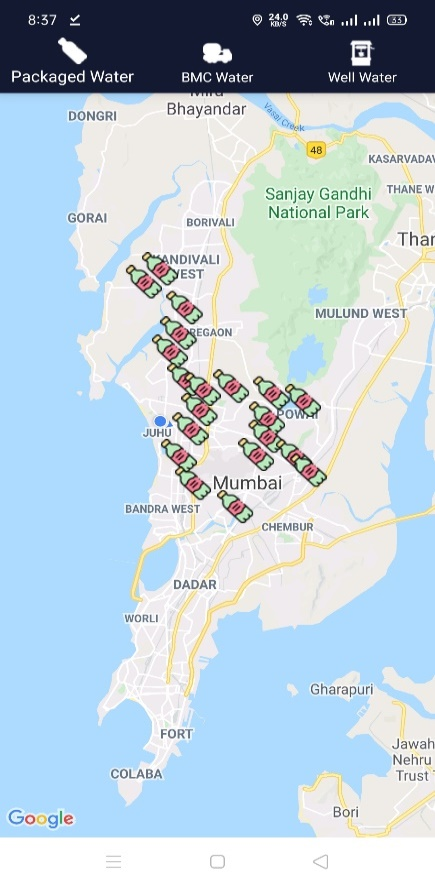 8:37
24.0
KB/S
33
Packaged Water
BMC Water
Well Water
Mira
Bhayandar
DONGRI
Vasai Creek
48
KASARVADAV
Sanjay Gandhi
National Park
THANE W
GORAI
BORIVALI
Than
KANDIVALI
WEST
MULUND WEST
REGAON
POWAI
JUHU
Mumbai
BANDRA WEST
CHEMBUR
DADAR
WORLI
Gharapuri
FORT
Jawah
Nehru
Trust
COLABA
Bori
Google